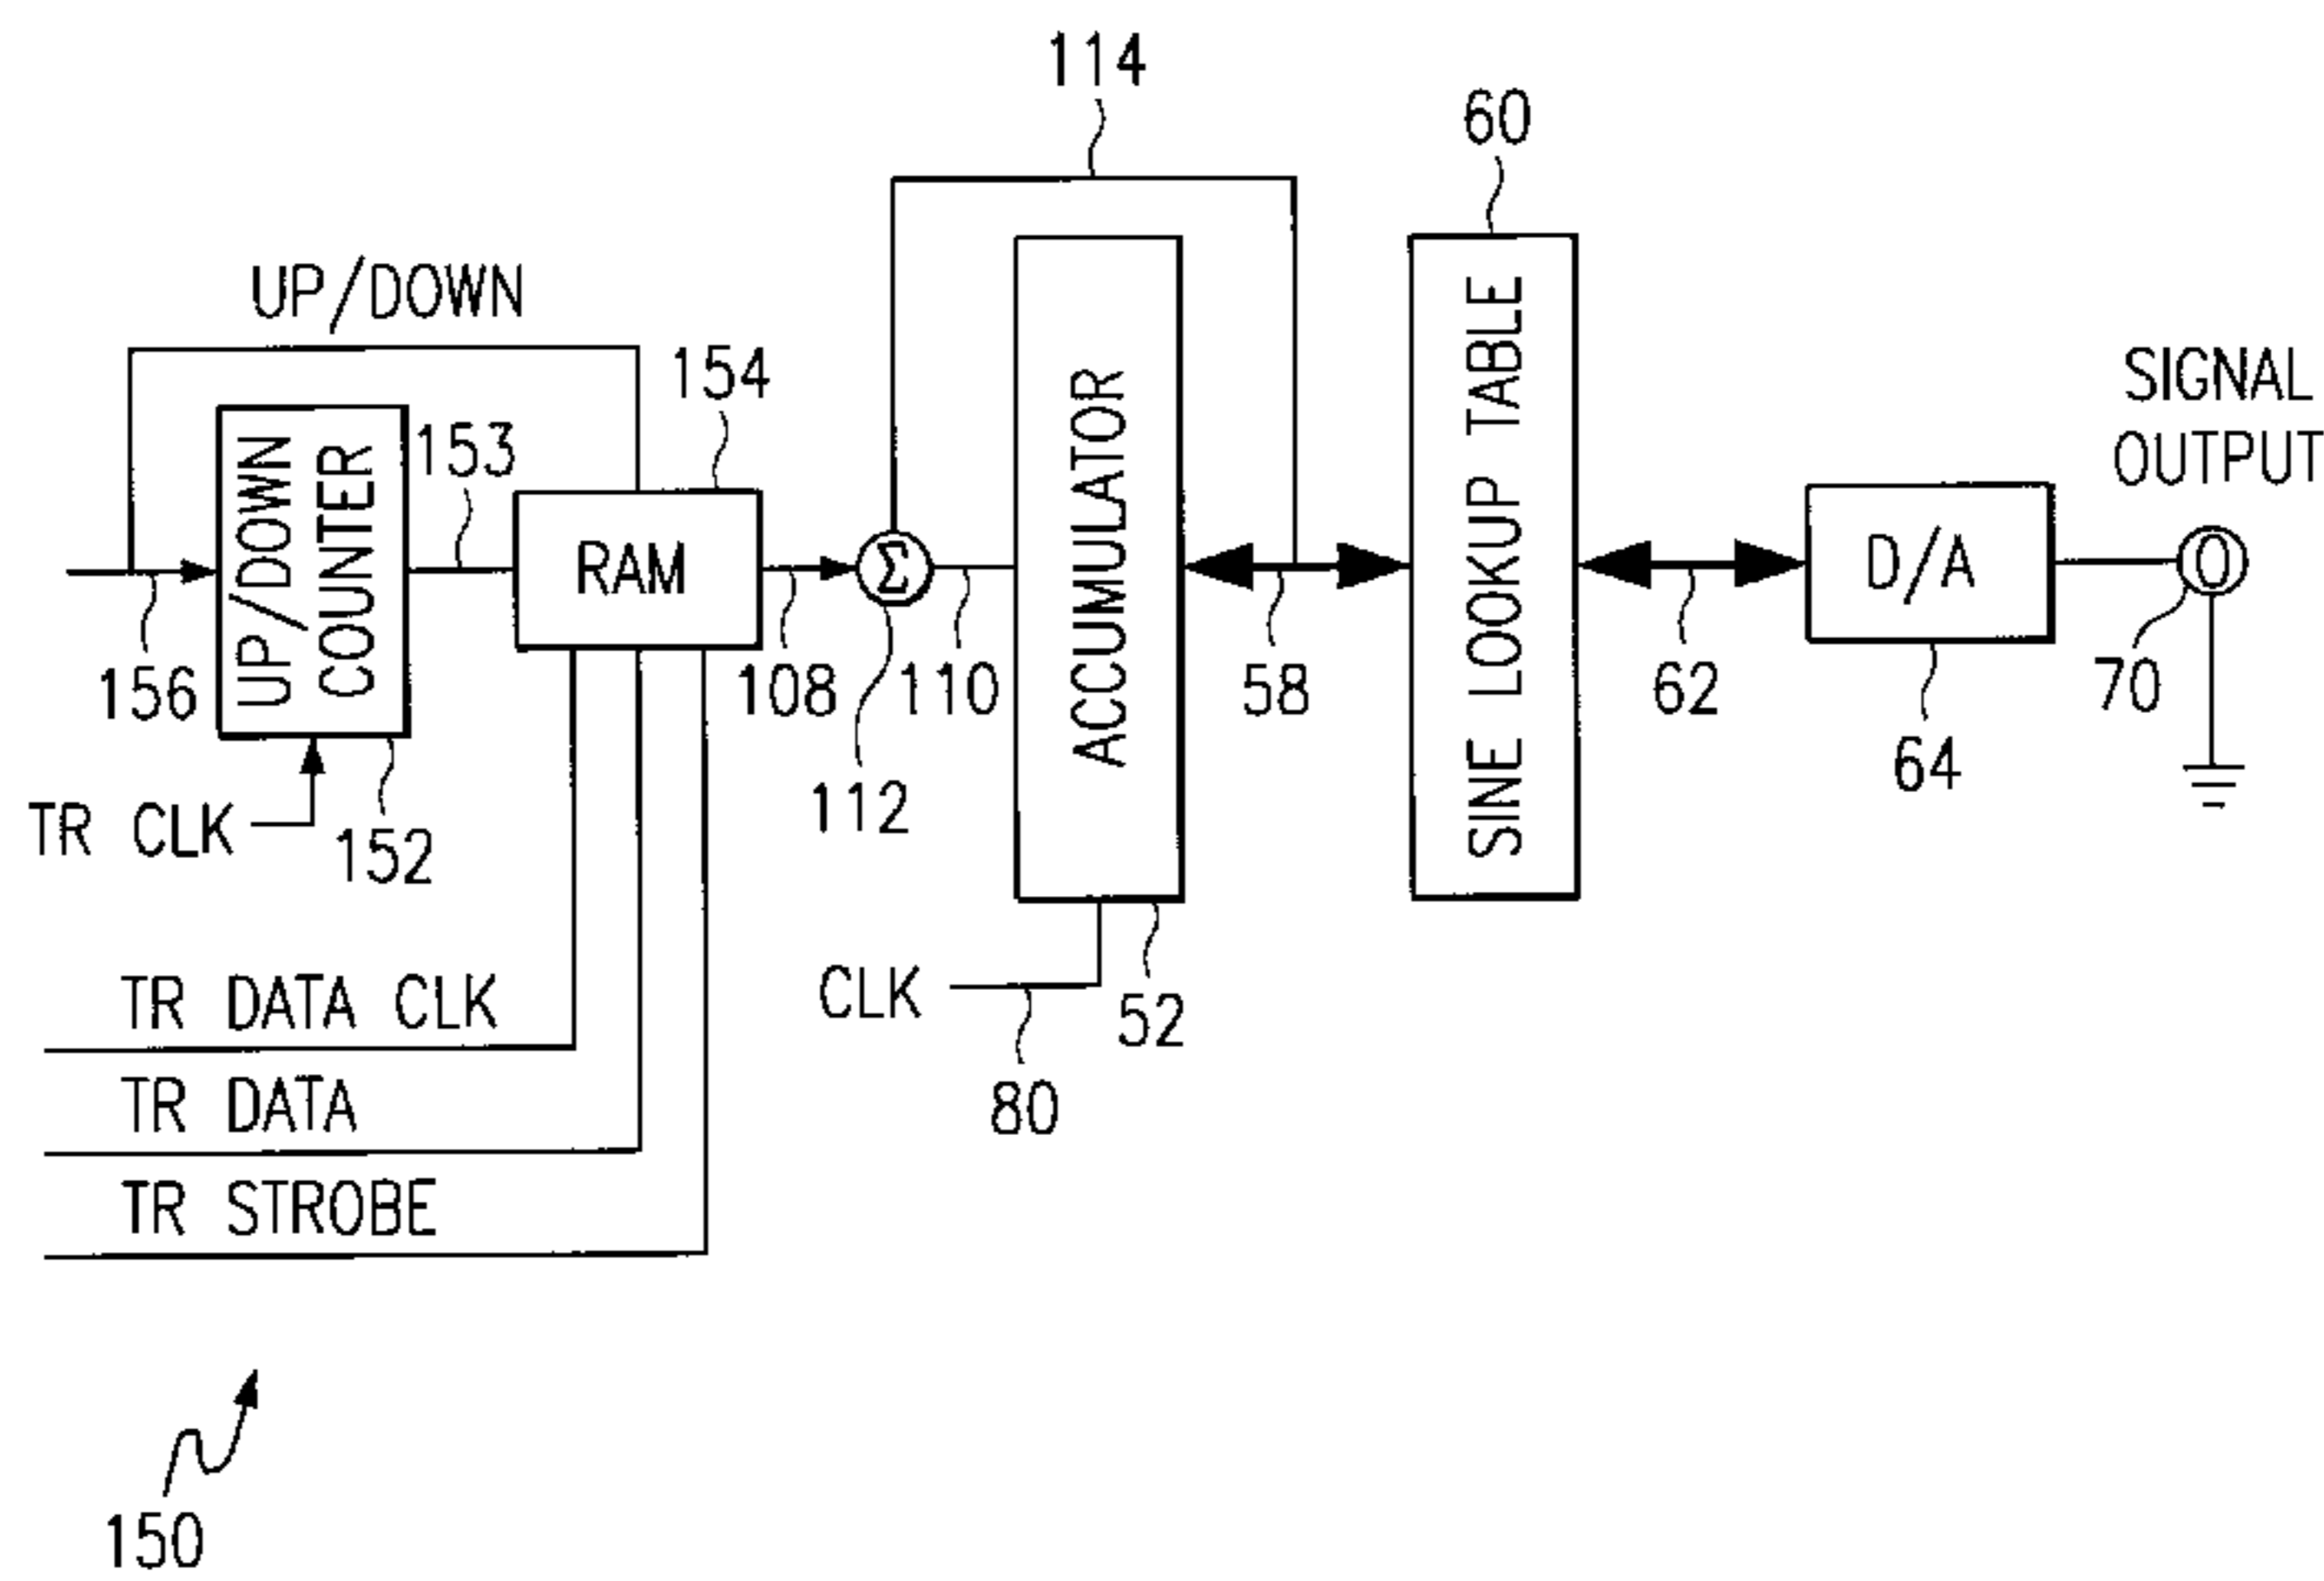 114
60
UP/DOWN
154
SIGNAL
OUTPUT
153
UP/DOWN
COUNTER
RAM
Σ
ACCUMULATOR
SINE LOOKUP TABLE
D/A
O
156
108
110
58
62
70
64
112
TR CLK
152
TR DATA CLK
CLK
52
TR DATA
80
TR STROBE
150